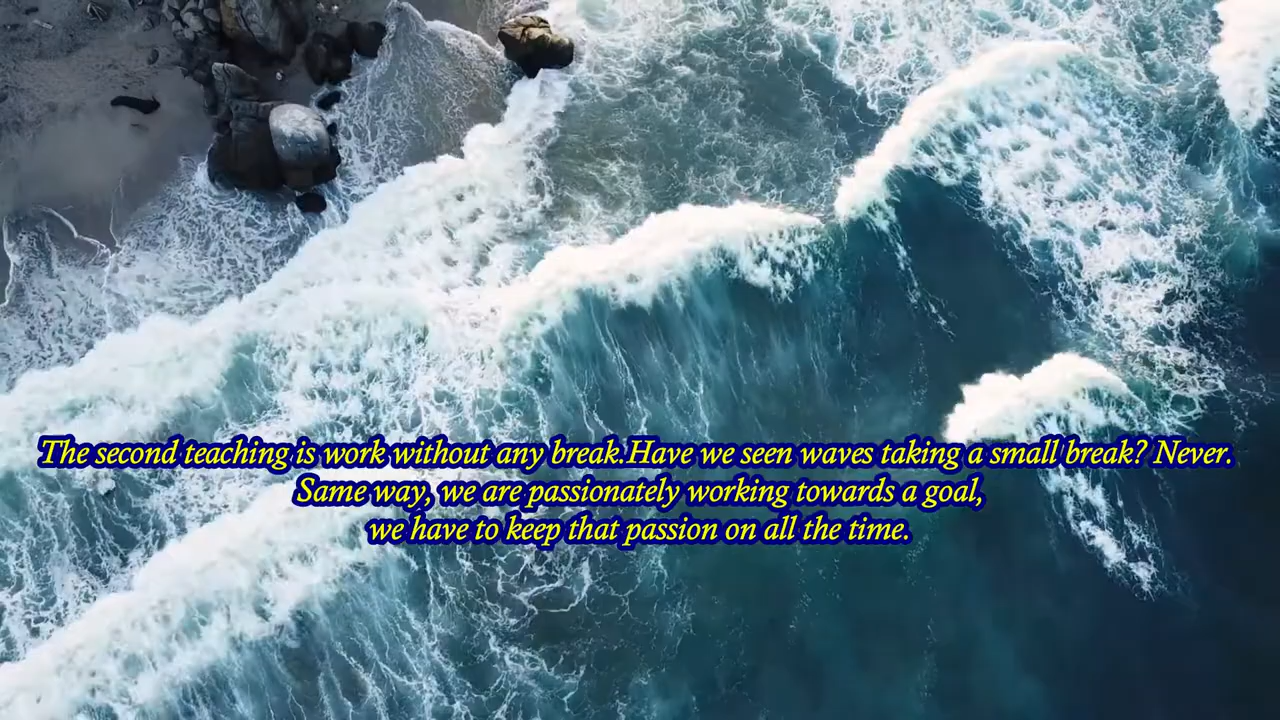 The second teaching is work without any break.Have we seen waves taking a small break? Never.
Same way, we are passionately working towards a goal,
we have to keep that passion on all the time.